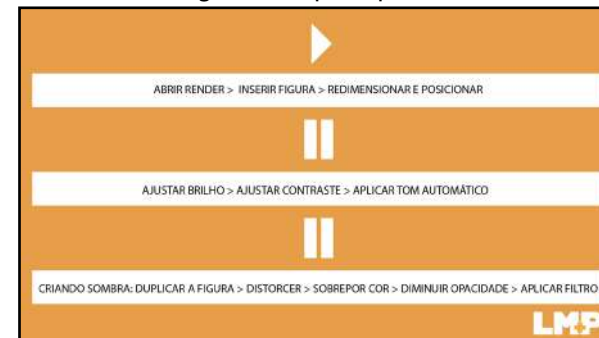 ABRIR RENDER > INSERIR FIGURA > REDIMENSIONAR E POSICIONAR
AJUSTAR BRILHO > AJUSTAR CONTRASTE > APLICAR TOM AUTOMÁTICO
CRIANDO SOMBRA: DUPLICAR A FIGURA > DISTORCER > SOBREPOR COR > DIMINUIR OPACIDADE > APLICAR FILTRO
LMP